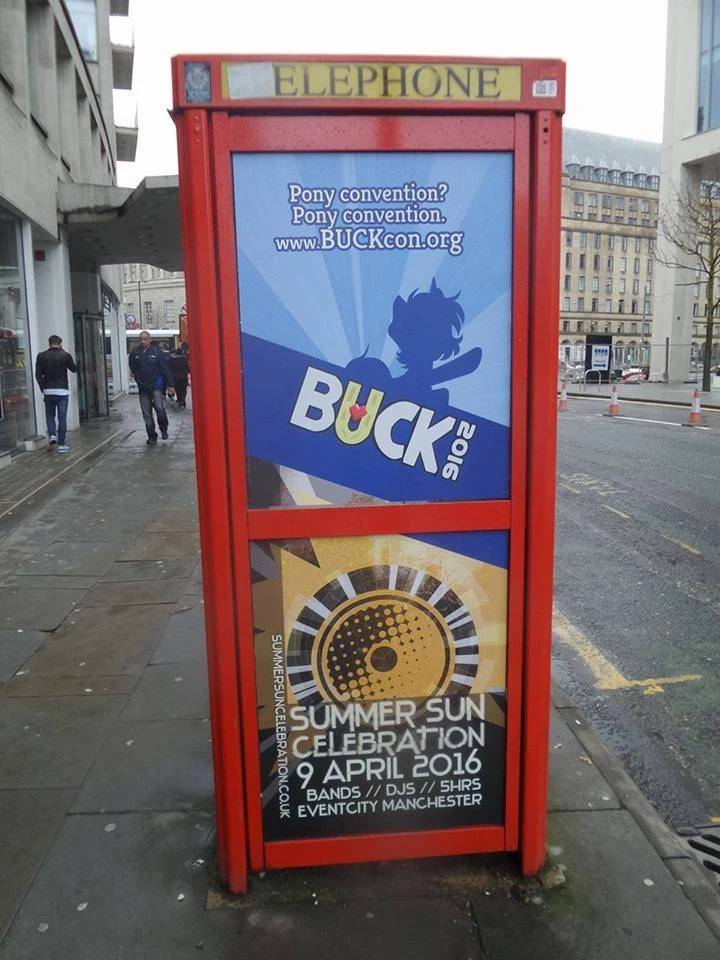 ELEPHONE
Pony convention?
Pony convention.
www.BUCKcon.org
BUCK
2016
SUMMERSUNCELEBRATION.CO.UK
SUMMER SUN
CELEBRATION
9 APRIL 2016
BANDS // DJS // 5HRS
EVENTCITY MANCHESTER